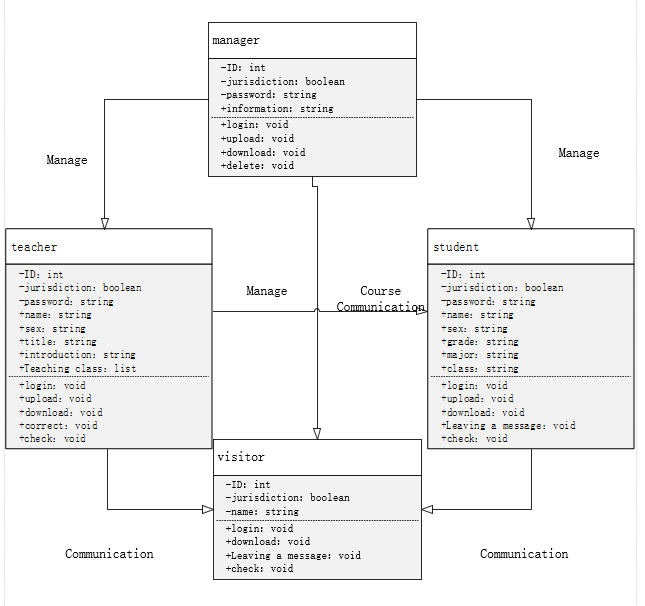 manager
-ID: int
-jurisdiction: boolean
-password: string
+information: string
+login: void
+upload: void
+download: void
+delete: void
Manage
Manage
teacher
-ID: int
-jurisdiction: boolean
-password: string
+name: string
+sex: string
+title: string
+introduction: string
+Teaching class: list
+login: void
+upload: void
+download: void
+correct: void
+check: void
Manage
Course
Communication
student
-ID: int
-jurisdiction: boolean
-password: string
+name: string
+sex: string
+grade: string
+major: string
+class: string
+login: void
+upload: void
+download: void
+Leaving a message: void
+check: void
visitor
-ID: int
-jurisdiction: boolean
-name: string
+login: void
+download: void
+Leaving a message: void
+check: void
Communication
Communication